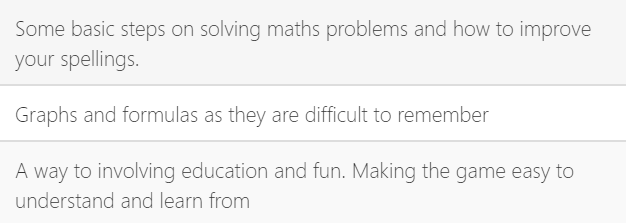 Some basic steps on solving maths problems and how to improve
your spellings.
Graphs and formulas as they are difficult to remember
A way to involving education and fun. Making the game easy to
understand and learn from